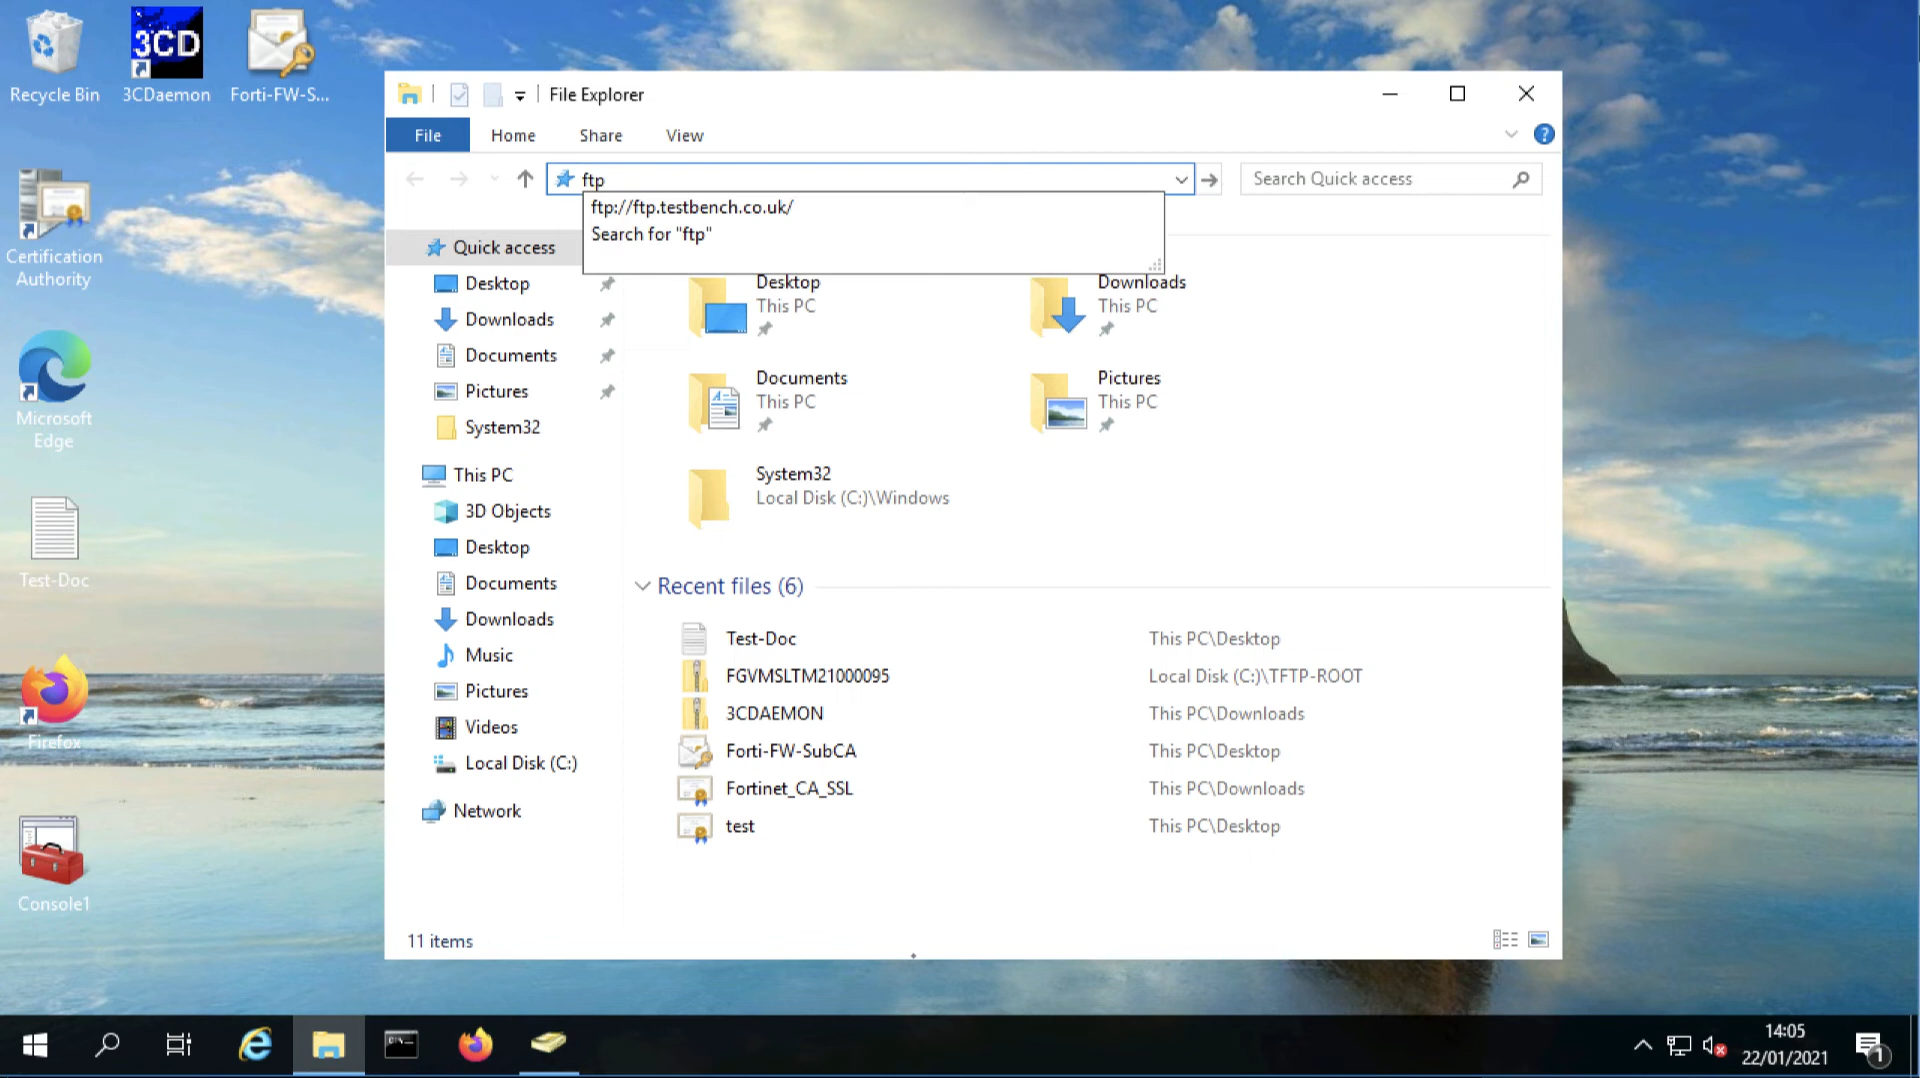 Recycle Bin
3CD
3CDaemon
Forti-FW-S...
Certification
Authority
Microsoft
Edge
Test-Doc
Firefox
Console1
File Explorer
File
Home
Share
View
?
ftp
Search Quick access
ftp://ftp.testbench.co.uk/
Search for "ftp"
Quick access
Desktop
Downloads
Documents
Pictures
System32
This PC
3D Objects
Desktop
Documents
Downloads
Music
Pictures
Videos
Local Disk (C:)
Network
Desktop
This PC
Downloads
This PC
Documents
This PC
Pictures
This PC
System32
Local Disk (C:)\Windows
Recent files (6)
Test-Doc This PC\Desktop
FGVMSLTM21000095 Local Disk (C:)\TFTP-ROOT
3CDAEMON This PC\Downloads
Forti-FW-SubCA This PC\Desktop
Fortinet_CA_SSL This PC\Downloads
test This PC\Desktop
11 items
14:05
22/01/2021
1